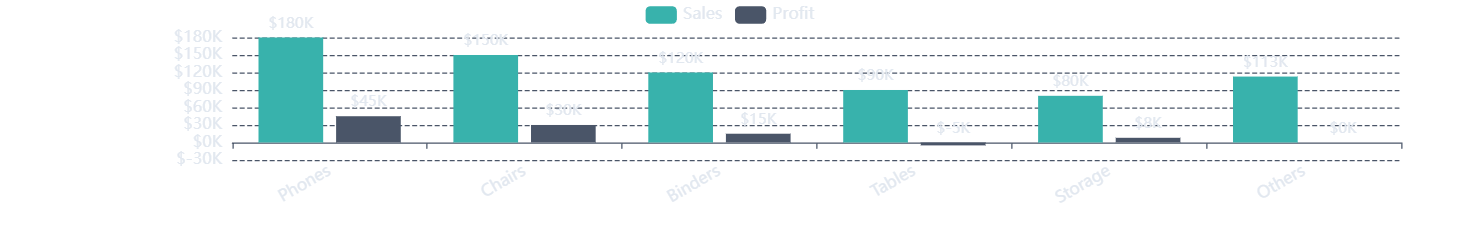 Sales Profit
$180K
$180K
$150K
$120K
$90K
$60K
$30K
$0K
$-30K
$45K
$150K
$30K
$120K
$15K
$90K
$-5K
$80K
$8K
$113K
$0K
Phones
Chairs
Binders
Tables
Storage
Others